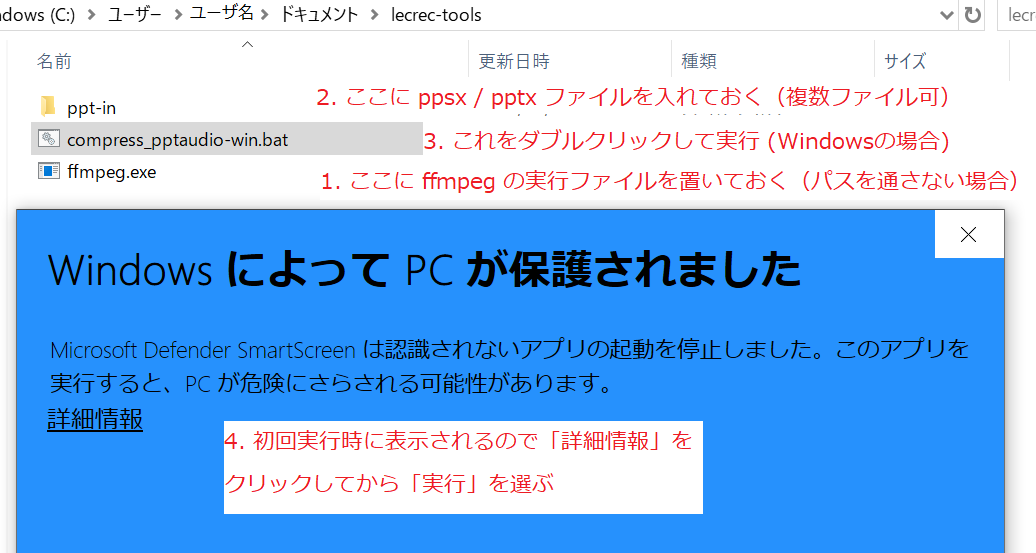 ndows (C:) > ユーザー > ユーザ名 > ドキュメント > lecrec-tools lecr
名前 更新日時 種類 サイズ
ppt-in 2. ここに ppsx / pptx ファイルを入れておく（複数ファイル可）
compress_pptaudio-win.bat 3. これをダブルクリックして実行 (Windowsの場合)
ffmpeg.exe 1. ここに ffmpeg の実行ファイルを置いておく（パスを通さない場合）
Windows によって PC が保護されました
Microsoft Defender SmartScreen は認識されないアプリの起動を停止しました。このアプリを
実行すると、PC が危険にさらされる可能性があります。
詳細情報
4. 初回実行時に表示されるので「詳細情報」を
クリックしてから「実行」を選ぶ